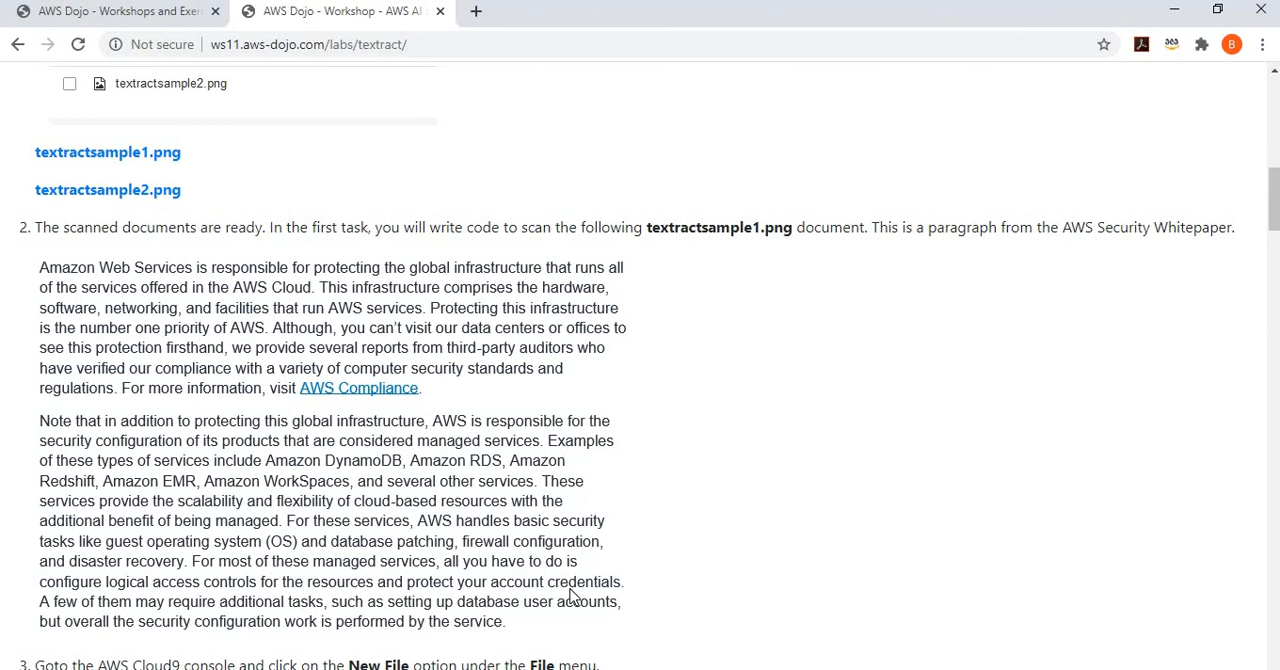 AWS Dojo - Workshops and Exer
AWS Dojo - Workshop - AWS AI
Not secure
ws11.aws-dojo.com/labs/textract/
B
textractsample2.png
textractsample1.png
textractsample2.png
2. The scanned documents are ready. In the first task, you will write code to scan the following textractsample1.png document. This is a paragraph from the AWS Security Whitepaper.
Amazon Web Services is responsible for protecting the global infrastructure that runs all
of the services offered in the AWS Cloud. This infrastructure comprises the hardware,
software, networking, and facilities that run AWS services. Protecting this infrastructure
is the number one priority of AWS. Although, you can’t visit our data centers or offices to
see this protection firsthand, we provide several reports from third-party auditors who
have verified our compliance with a variety of computer security standards and
regulations. For more information, visit AWS Compliance.
Note that in addition to protecting this global infrastructure, AWS is responsible for the
security configuration of its products that are considered managed services. Examples
of these types of services include Amazon DynamoDB, Amazon RDS, Amazon
Redshift, Amazon EMR, Amazon WorkSpaces, and several other services. These
services provide the scalability and flexibility of cloud-based resources with the
additional benefit of being managed. For these services, AWS handles basic security
tasks like guest operating system (OS) and database patching, firewall configuration,
and disaster recovery. For most of these managed services, all you have to do is
configure logical access controls for the resources and protect your account credentials.
A few of them may require additional tasks, such as setting up database user accounts,
but overall the security configuration work is performed by the service.
3. Goto the AWS Cloud9 console and click on the New File option under the File menu.